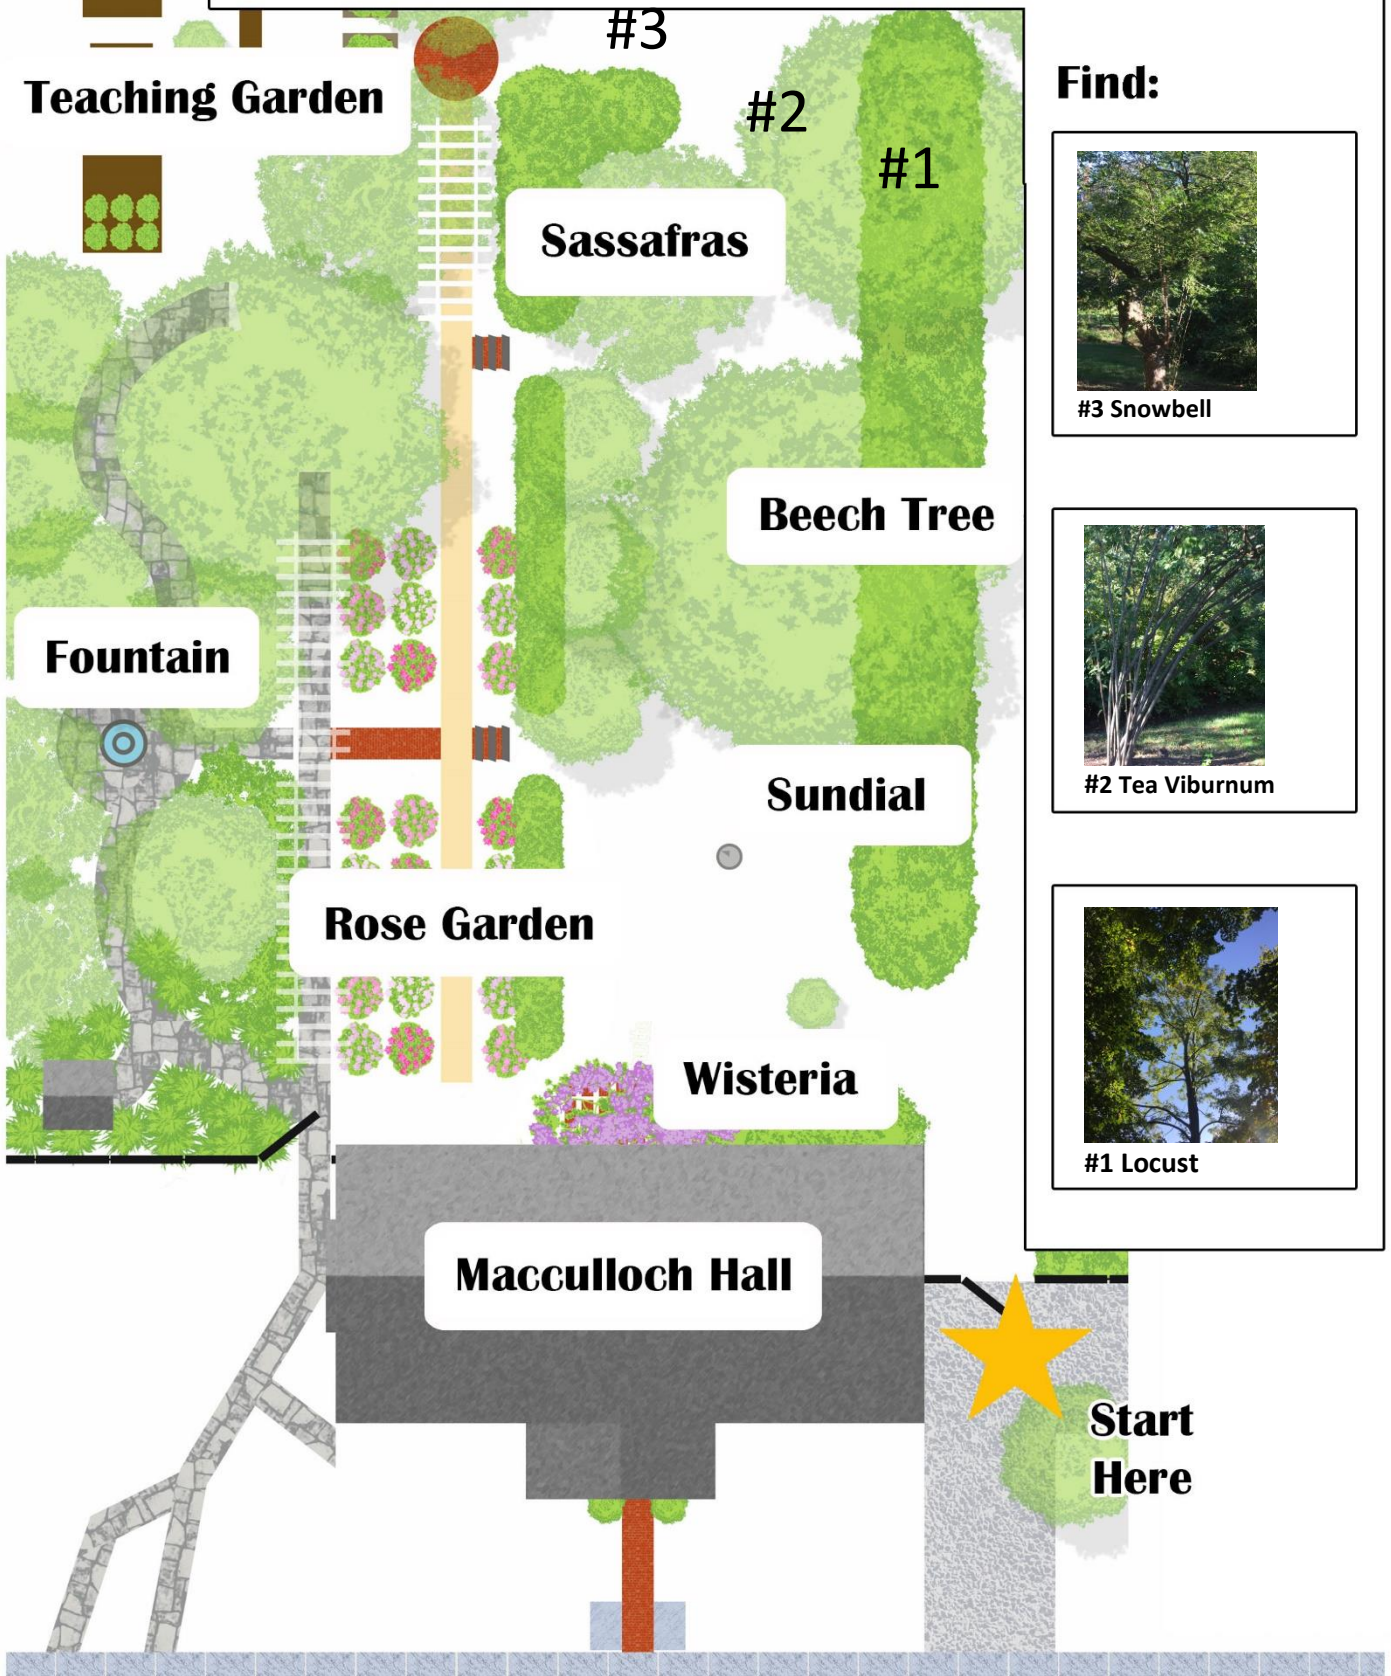 #3
Teaching Garden
#2
#1
Sassafras
Beech Tree
Fountain
Sundial
Rose Garden
Wisteria
Macculloch Hall
Start
Here
Find:
#3 Snowbell
#2 Tea Viburnum
#1 Locust